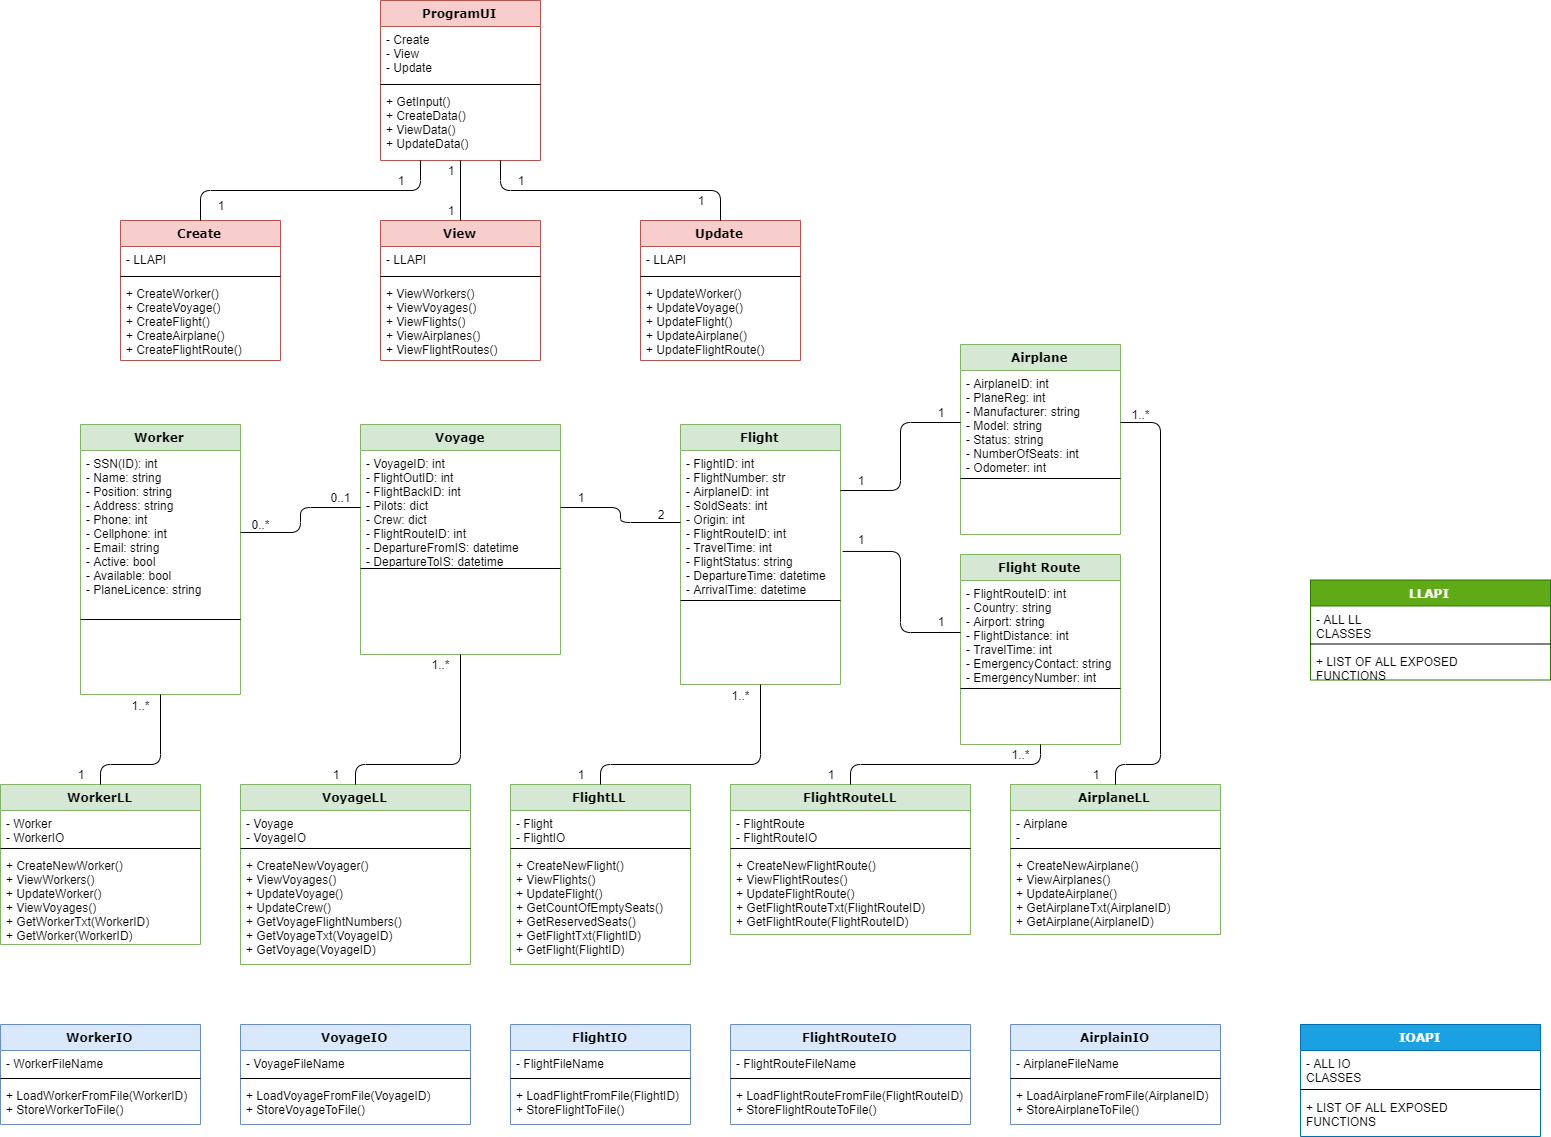 ProgramUI
- Create
- View
- Update
+ GetInput()
+ CreateData()
+ ViewData()
+ UpdateData()
1
1
1
1
1
1
Create
- LLAPI
+ CreateWorker()
+ CreateVoyage()
+ CreateFlight()
+ CreateAirplane()
+ CreateFlightRoute()
View
- LLAPI
+ ViewWorkers()
+ ViewVoyages()
+ ViewFlights()
+ ViewAirplanes()
+ ViewFlightRoutes()
Update
- LLAPI
+ UpdateWorker()
+ UpdateVoyage()
+ UpdateFlight()
+ UpdateAirplane()
+ UpdateFlightRoute()
Worker
- SSN(ID): int
- Name: string
- Position: string
- Address: string
- Phone: int
- Cellphone: int
- Email: string
- Active: bool
- Available: bool
- PlaneLicence: string
0..*
0..1
Voyage
- VoyageID: int
- FlightOutID: int
- FlightBackID: int
- Pilots: dict
- Crew: dict
- FlightRouteID: int
- DepartureFromIS: datetime
- DepartureToIS: datetime
1
2
Flight
- FlightID: int
- FlightNumber: str
- AirplaneID: int
- SoldSeats: int
- Origin: int
- FlightRouteID: int
- TravelTime: int
- FlightStatus: string
- DepartureTime: datetime
- ArrivalTime: datetime
1
1
1
1
Airplane
- AirplaneID: int
- PlaneReg: int
- Manufacturer: string
- Model: string
- Status: string
- NumberOfSeats: int
- Odometer: int
1..*
Flight Route
- FlightRouteID: int
- Country: string
- Airport: string
- FlightDistance: int
- TravelTime: int
- EmergencyContact: string
- EmergencyNumber: int
LLAPI
- ALL LL
CLASSES
+ LIST OF ALL EXPOSED
FUNCTIONS
1..*
1..*
1..*
1..*
1
1
1
1
1
WorkerLL
- Worker
- WorkerIO
+ CreateNewWorker()
+ ViewWorkers()
+ UpdateWorker()
+ ViewVoyages()
+ GetWorkerTxt(WorkerID)
+ GetWorker(WorkerID)
VoyageLL
- Voyage
- VoyageIO
+ CreateNewVoyager()
+ ViewVoyages()
+ UpdateVoyage()
+ UpdateCrew()
+ GetVoyageFlightNumbers()
+ GetVoyageTxt(VoyageID)
+ GetVoyage(VoyageID)
FlightLL
- Flight
- FlightIO
+ CreateNewFlight()
+ ViewFlights()
+ UpdateFlight()
+ GetCountOfEmptySeats()
+ GetReservedSeats()
+ GetFlightTxt(FlightID)
+ GetFlight(FlightID)
FlightRouteLL
- FlightRoute
- FlightRouteIO
+ CreateNewFlightRoute()
+ ViewFlightRoutes()
+ UpdateFlightRoute()
+ GetFlightRouteTxt(FlightRouteID)
+ GetFlightRoute(FlightRouteID)
AirplaneLL
- Airplane
-
+ CreateNewAirplane()
+ ViewAirplanes()
+ UpdateAirplane()
+ GetAirplaneTxt(AirplaneID)
+ GetAirplane(AirplaneID)
WorkerIO
- WorkerFileName
+ LoadWorkerFromFile(WorkerID)
+ StoreWorkerToFile()
VoyageIO
- VoyageFileName
+ LoadVoyageFromFile(VoyageID)
+ StoreVoyageToFile()
FlightIO
- FlightFileName
+ LoadFlightFromFile(FlightID)
+ StoreFlightToFile()
FlightRouteIO
- FlightRouteFileName
+ LoadFlightRouteFromFile(FlightRouteID)
+ StoreFlightRouteToFile()
AirplainIO
- AirplaneFileName
+ LoadAirplaneFromFile(AirplaneID)
+ StoreAirplaneToFile()
IOAPI
- ALL IO
CLASSES
+ LIST OF ALL EXPOSED
FUNCTIONS